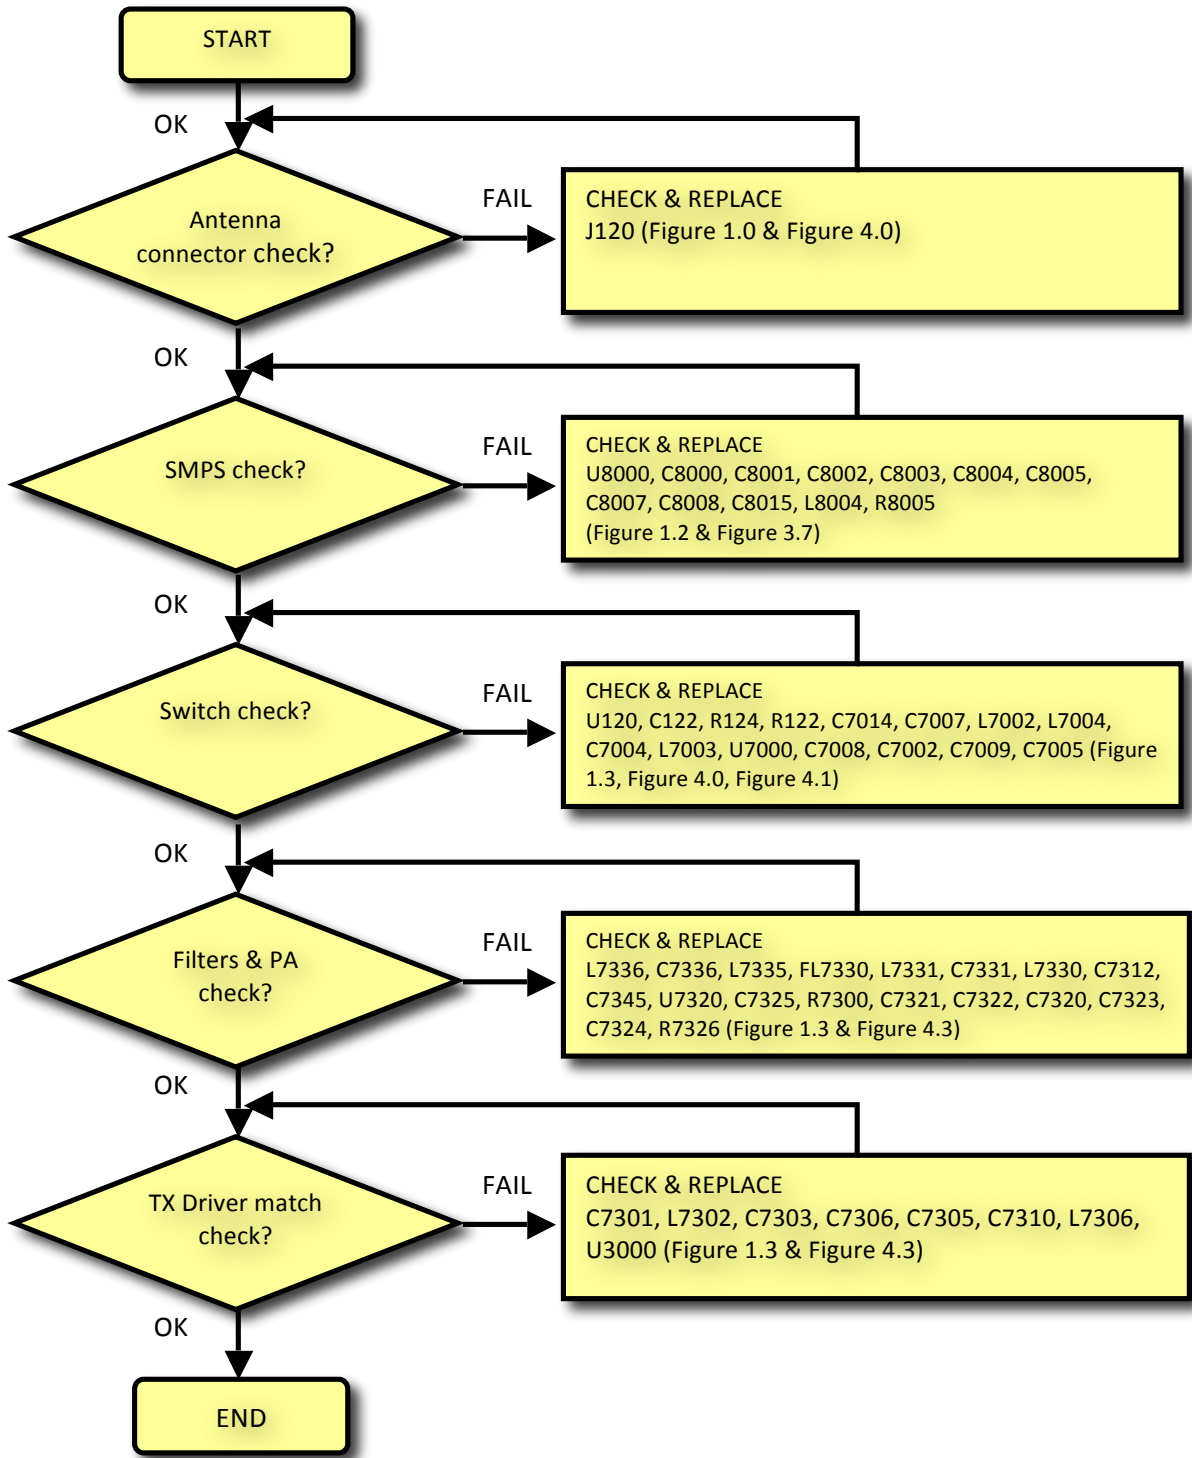 START
OK
Antenna
connector check?
FAIL
CHECK & REPLACE
J120 (Figure 1.0 & Figure 4.0)
OK
SMPS check?
FAIL
CHECK & REPLACE
U8000, C8000, C8001, C8002, C8003, C8004, C8005,
C8007, C8008, C8015, L8004, R8005
(Figure 1.2 & Figure 3.7)
OK
Switch check?
FAIL
CHECK & REPLACE
U120, C122, R124, R122, C7014, C7007, L7002, L7004,
C7004, L7003, U7000, C7008, C7002, C7009, C7005 (Figure
1.3, Figure 4.0, Figure 4.1)
OK
Filters & PA
check?
FAIL
CHECK & REPLACE
L7336, C7336, L7335, FL7330, L7331, C7331, L7330, C7312,
C7345, U7320, C7325, R7300, C7321, C7322, C7320, C7323,
C7324, R7326 (Figure 1.3 & Figure 4.3)
OK
TX Driver match
check?
FAIL
CHECK & REPLACE
C7301, L7302, C7303, C7306, C7305, C7310, L7306,
U3000 (Figure 1.3 & Figure 4.3)
OK
END